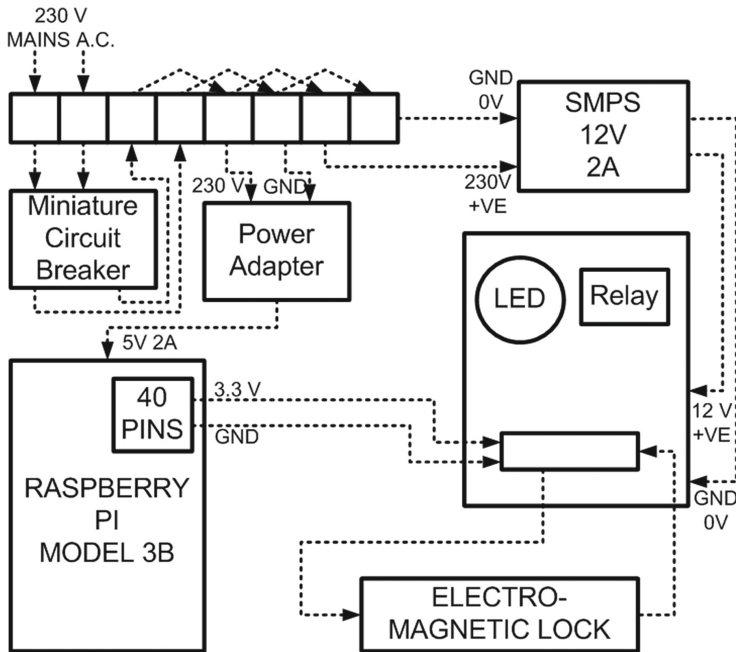 230 V
MAINS A.C.
GND
0V
SMPS
12V
2A
230 V
GND
230V
+VE
Miniature
Circuit
Breaker
Power
Adapter
LED
Relay
5V 2A
40
PINS
3.3 V
GND
12 V
+VE
RASPBERRY
PI
MODEL 3B
GND
0V
ELECTRO-
MAGNETIC LOCK